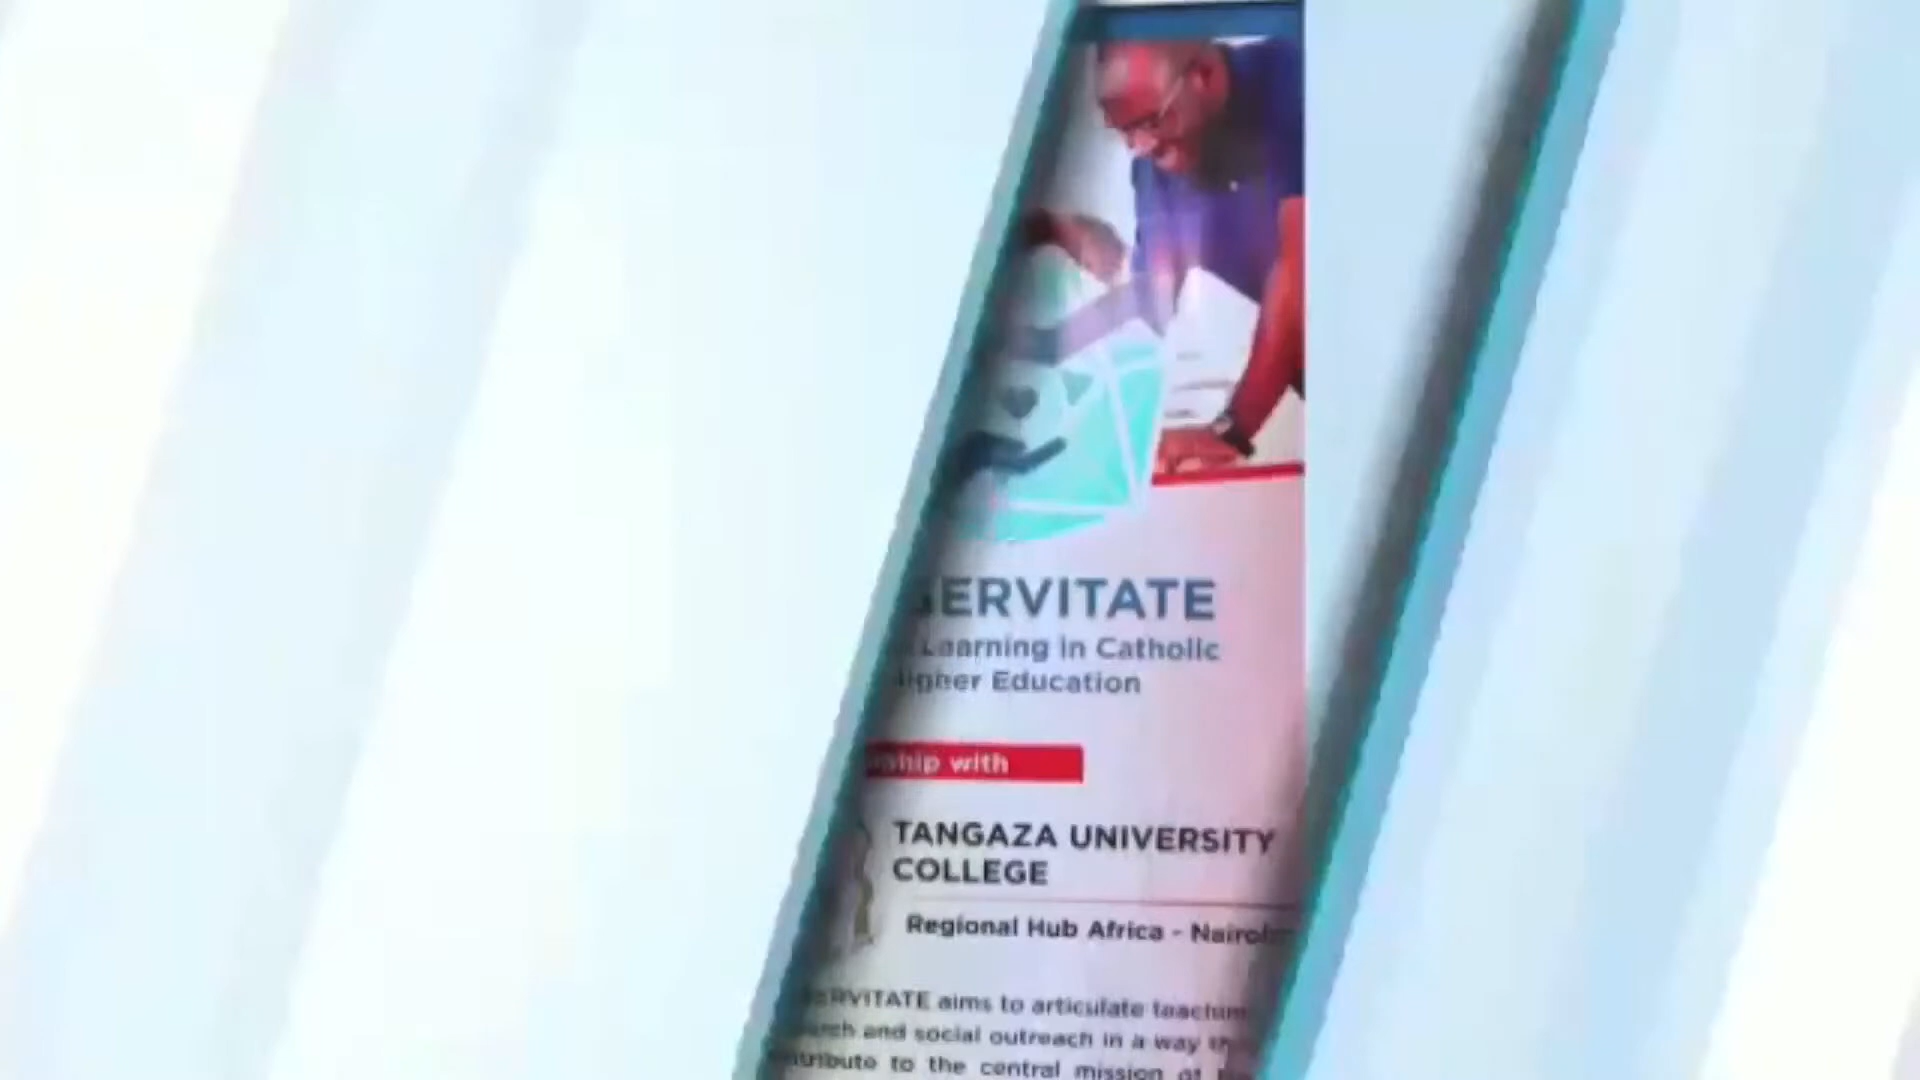 SERVITATE
Learning in Catholic
Higher Education
with
TANGAZA UNIVERSITY
COLLEGE
Regional Hub Africa -
SERVITATE aims to articulate
and social outreach in a way
to the central mission of